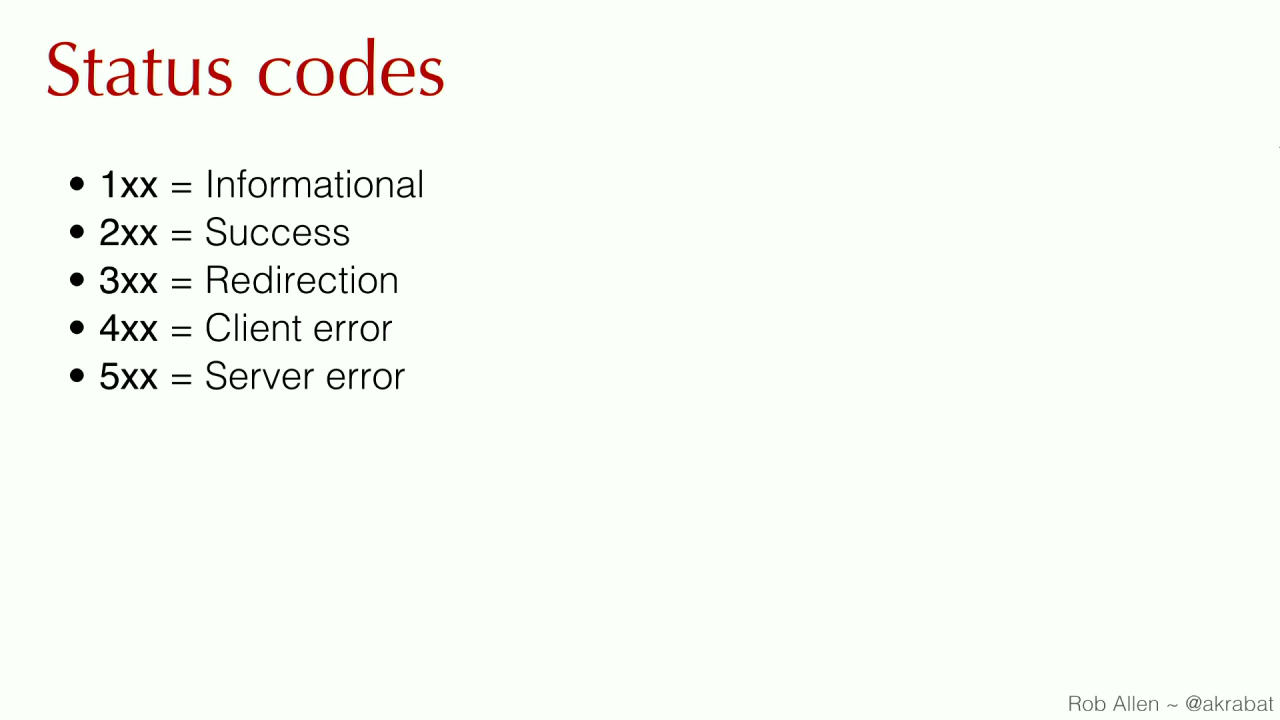 Status codes
• 1xx = Informational
• 2xx = Success
• 3xx = Redirection
• 4xx = Client error
• 5xx = Server error
Rob Allen ~ @akrabat